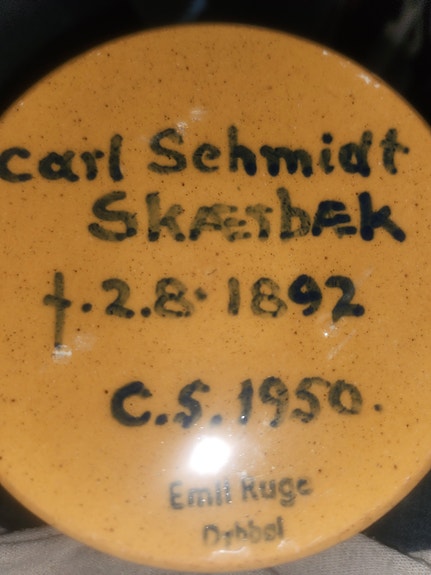 Carl Schmidt
SKÆrbÆK
f.2.8.1892
C.S.1950.
Emil Ruge
Dybbøl